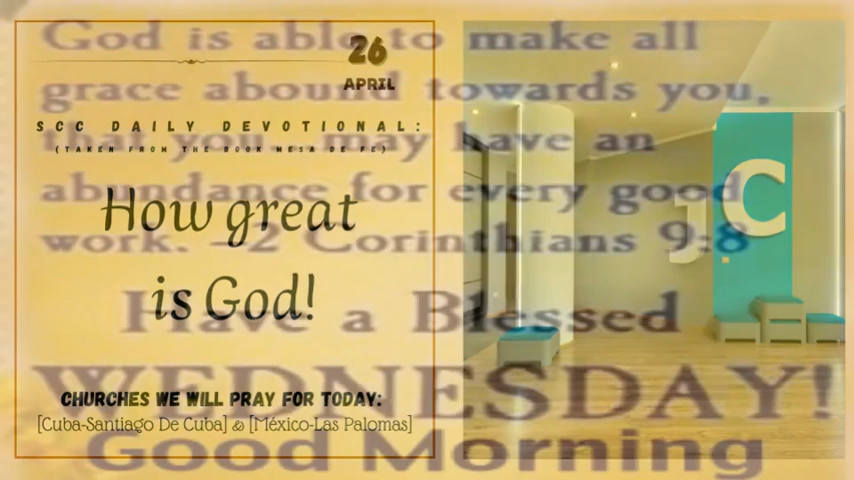 God is able to make all
grace abound towards you,
that you may have an
abundance for every good
work. -2 Corinthians 9:8
Have a Blessed
WEDNESDAY!
Good Morning
26
APRIL
SCC DAILY DEVOTIONAL:
(TAKEN FROM THE BOOK MESA DE FE)
How great
is God!
CHURCHES WE WILL PRAY FOR TODAY:
[Cuba-Santiago De Cuba] & [México-Las Palomas]
J.C